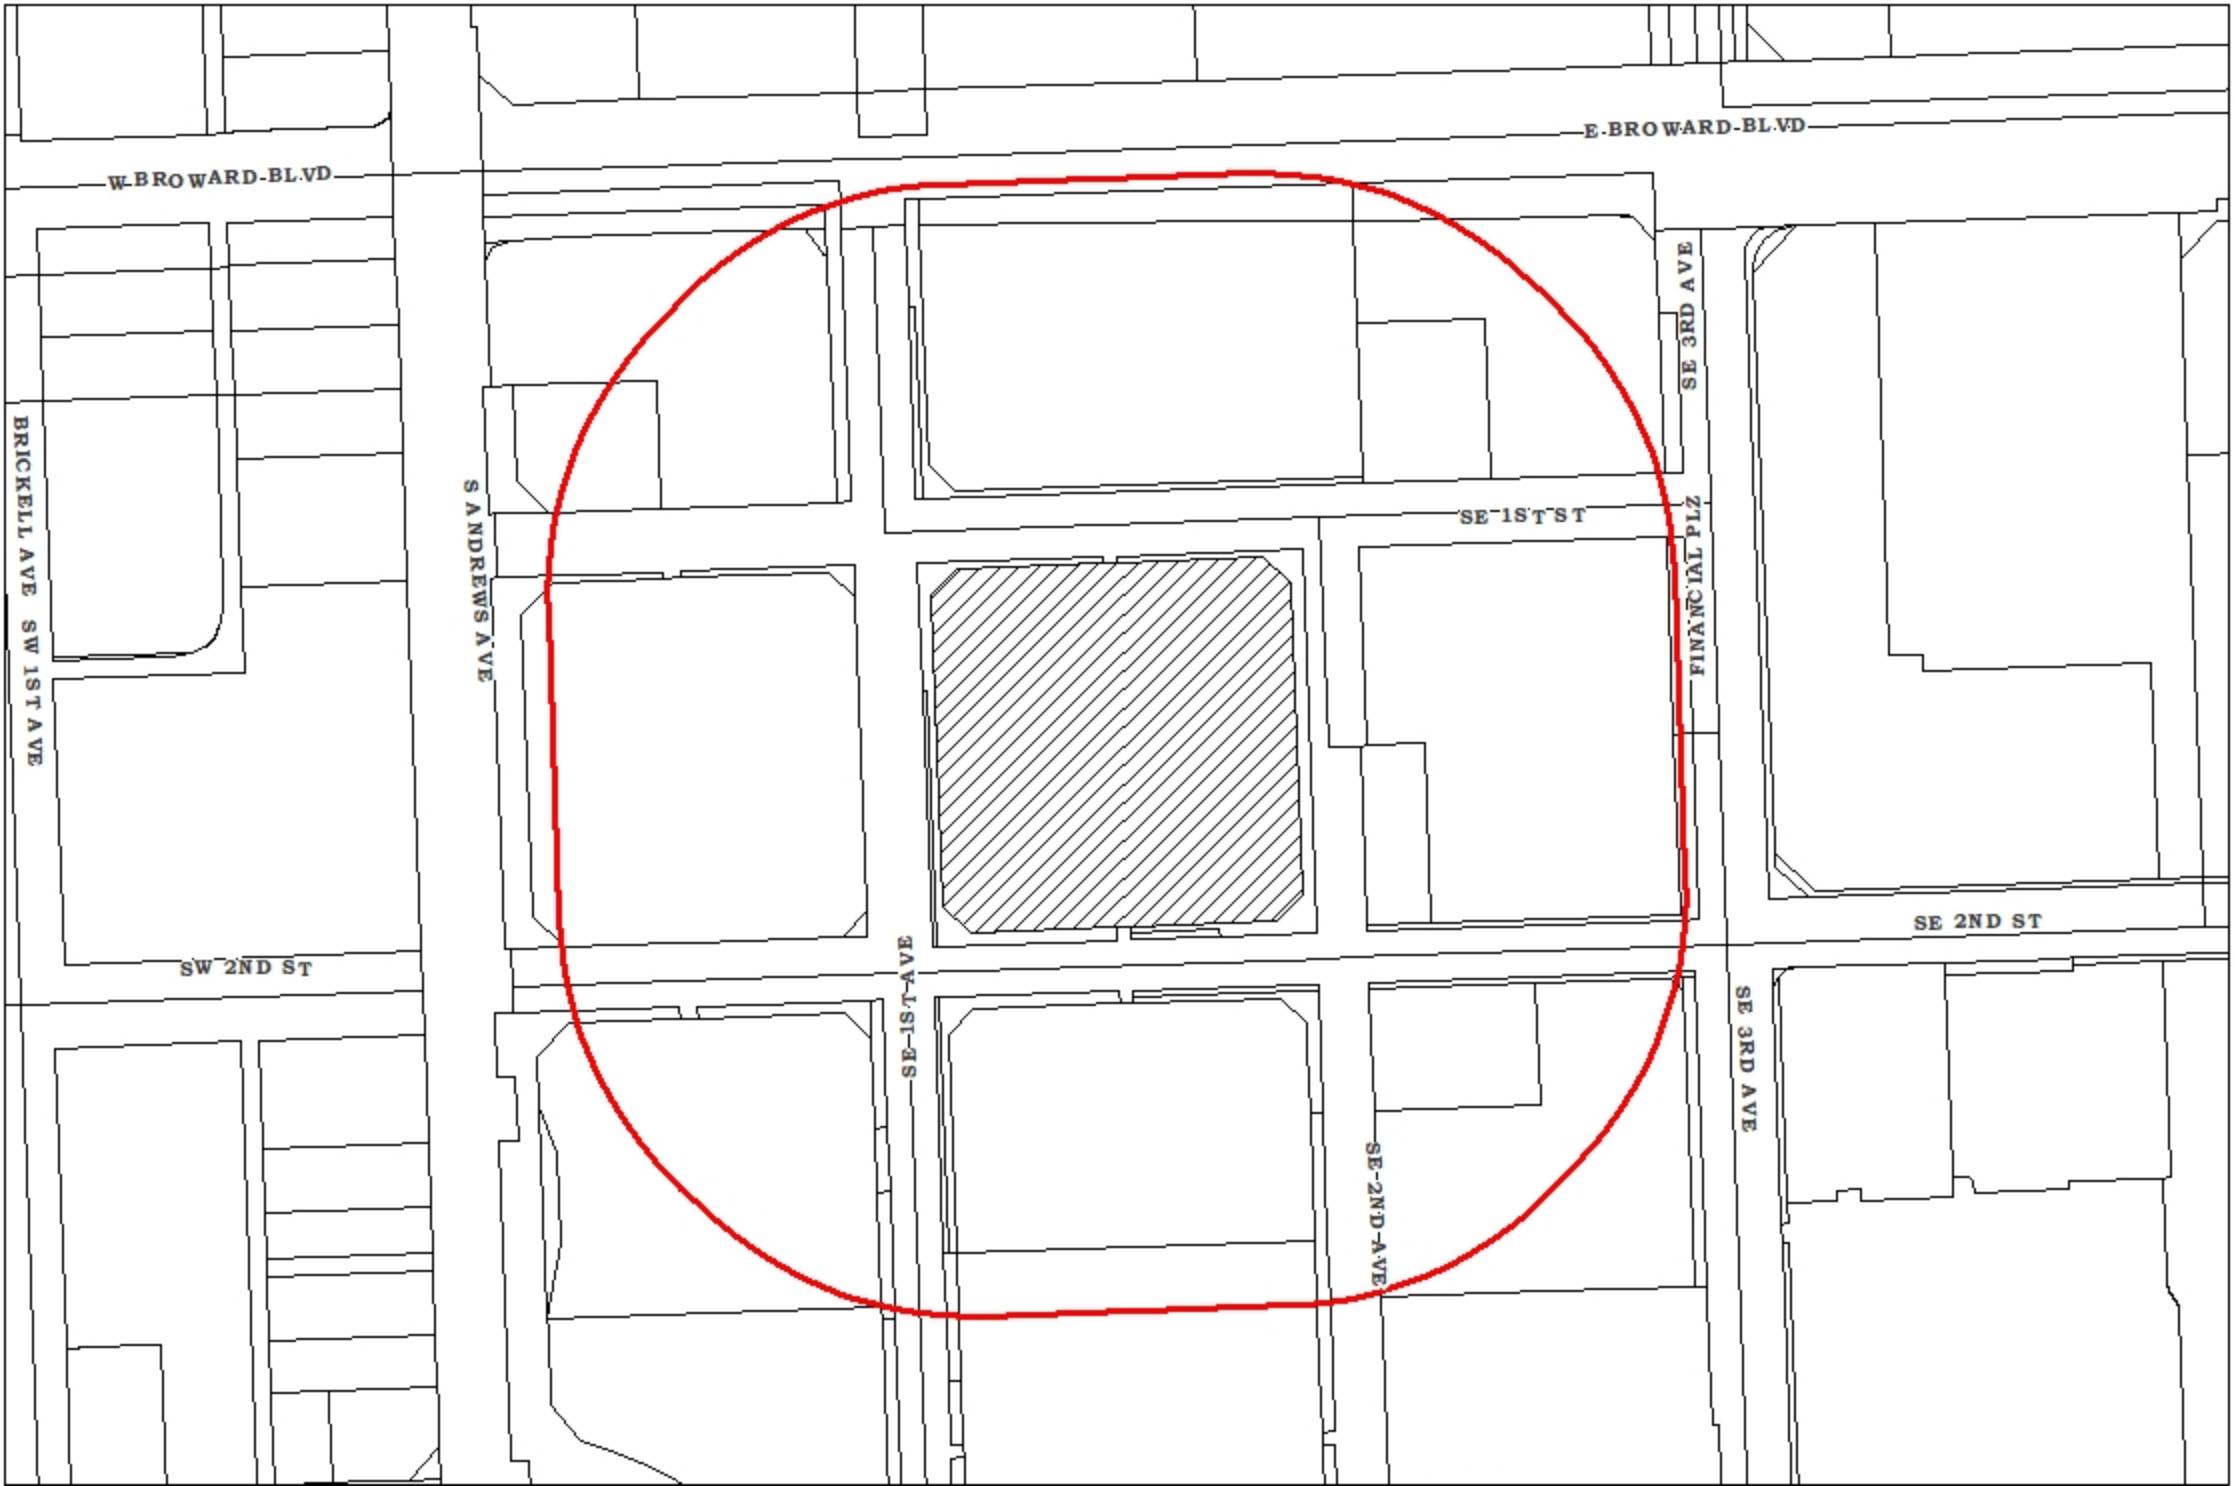 E BROWARD BLVD
W BROWARD BLVD
SE 3RD AVE
BRICKELL AVE
SW 1ST AVE
S ANDREWS AVE
SE 1ST ST
FINANCIAL PLZ
SE 2ND ST
SW 2ND ST
SE 1ST AVE
SE 3RD AVE
SE 2ND AVE